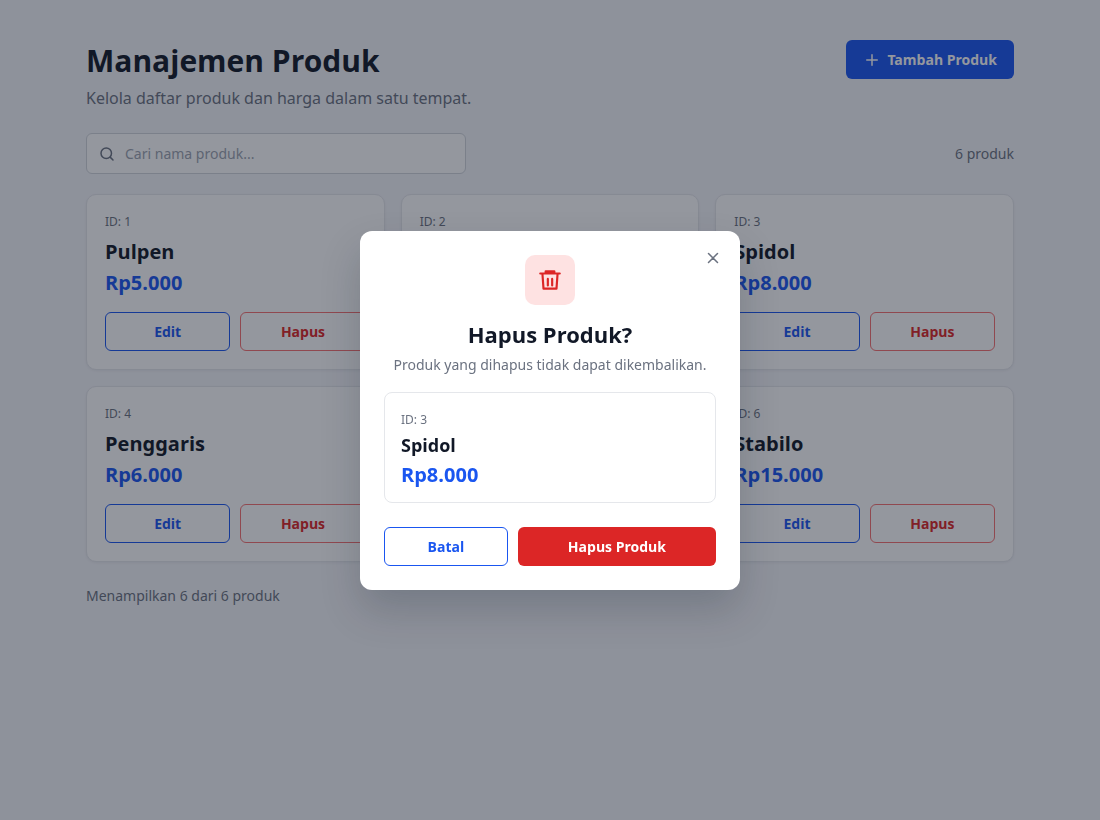 Manajemen Produk
Kelola daftar produk dan harga dalam satu tempat.
+ Tambah Produk
Cari nama produk...
6 produk
ID: 1
Pulpen
Rp5.000
Edit
Hapus
ID: 2
ID: 3
Spidol
Rp8.000
Edit
Hapus
ID: 4
Penggaris
Rp6.000
Edit
Hapus
ID: 6
Stabilo
Rp15.000
Edit
Hapus
Menampilkan 6 dari 6 produk
Hapus Produk?
Produk yang dihapus tidak dapat dikembalikan.
ID: 3
Spidol
Rp8.000
Batal
Hapus Produk